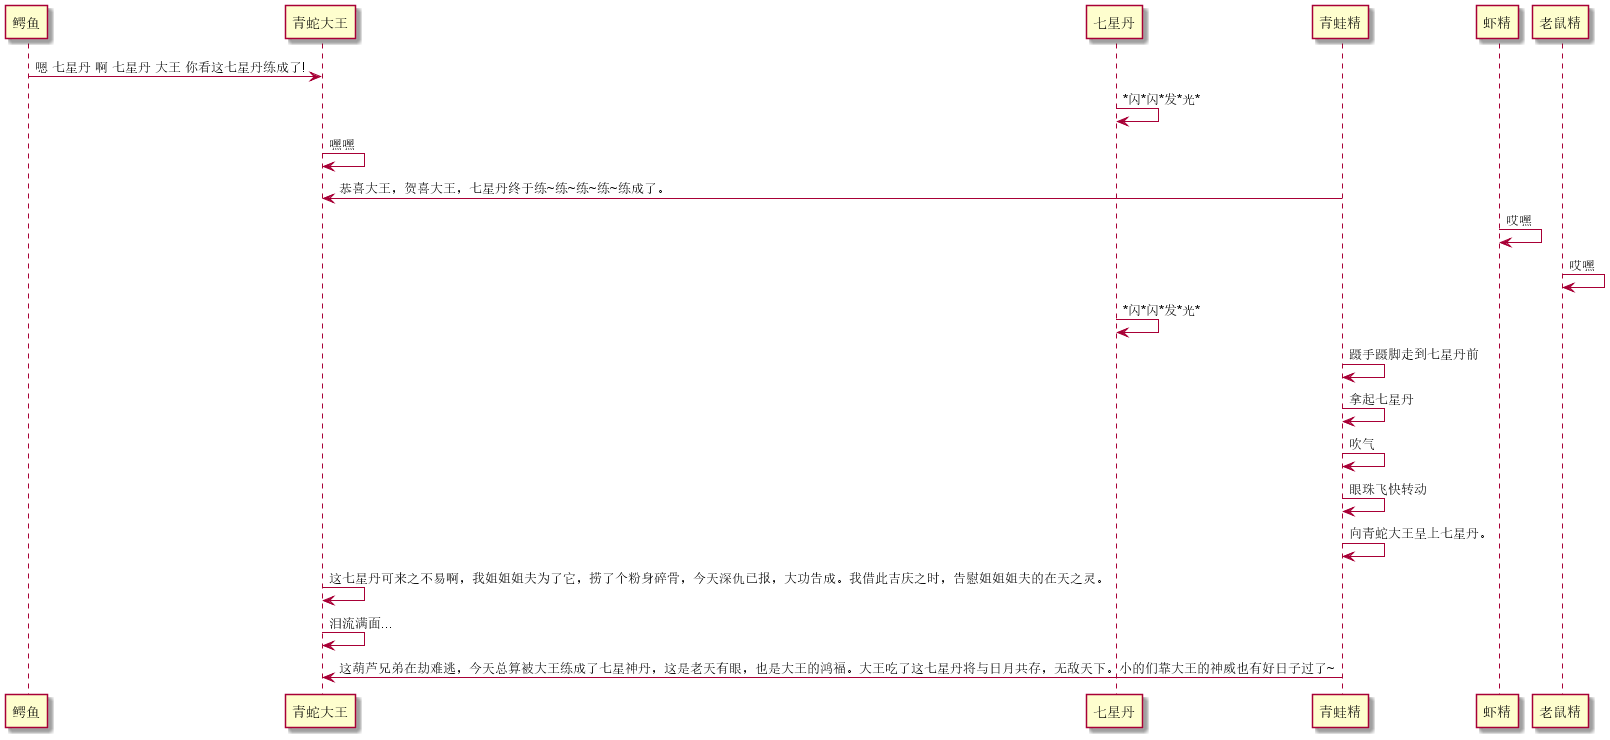 鳄鱼 青蛇大王 七星丹 青蛙精 虾精 老鼠精
嗯 七星丹 啊 七星丹 大王 你看这七星丹练成了!
*闪*闪*发*光*
嘿嘿
恭喜大王，贺喜大王，七星丹终于练~练~练~练~练成了。
哎嘿
哎嘿
*闪*闪*发*光*
蹑手蹑脚走到七星丹前
拿起七星丹
吹气
眼珠飞快转动
向青蛇大王呈上七星丹。
这七星丹可来之不易啊，我姐姐姐夫为了它，捞了个粉身碎骨，今天深仇已报，大功告成。我借此吉庆之时，告慰姐姐姐夫的在天之灵。
泪流满面...
这葫芦兄弟在劫难逃，今天总算被大王练成了七星神丹，这是老天有眼，也是大王的鸿福。大王吃了这七星丹将与日月共存，无敌天下。小的们靠大王的神威也有好日子过了~
鳄鱼 青蛇大王 七星丹 青蛙精 虾精 老鼠精